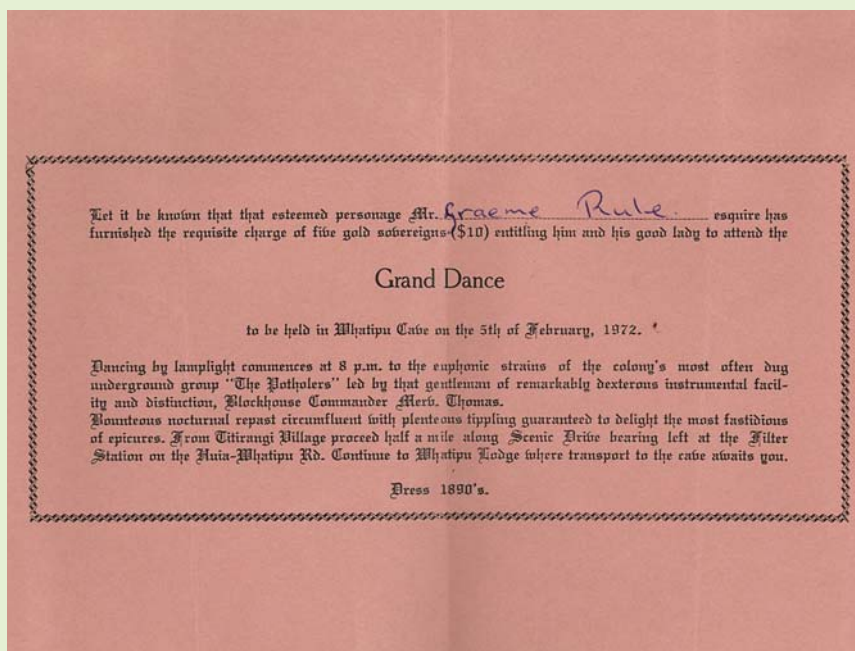 Let it be known that that esteemed personage Mr. Graeme Rule. esquire has
furnished the requisite charge of five gold sovereigns ($10) entitling him and his good lady to attend the
Grand Dance
to be held in Whatipu Cave on the 5th of February, 1972.
Dancing by lamplight commences at 8 p.m. to the euphonic strains of the colony's most often dug
underground group "The Potholers" led by that gentleman of remarkably dexterous instrumental facil-
ity and distinction, Blockhouse Commander Merv. Thomas.
Bounteous nocturnal repast circumfluent with plenteous tippling guaranteed to delight the most fastidious
of epicures. From Titirangi Village proceed half a mile along Scenic Drive bearing left at the Filter
Station on the Huia-Whatipu Rd. Continue to Whatipu Lodge where transport to the cave awaits you.
Dress 1890's.